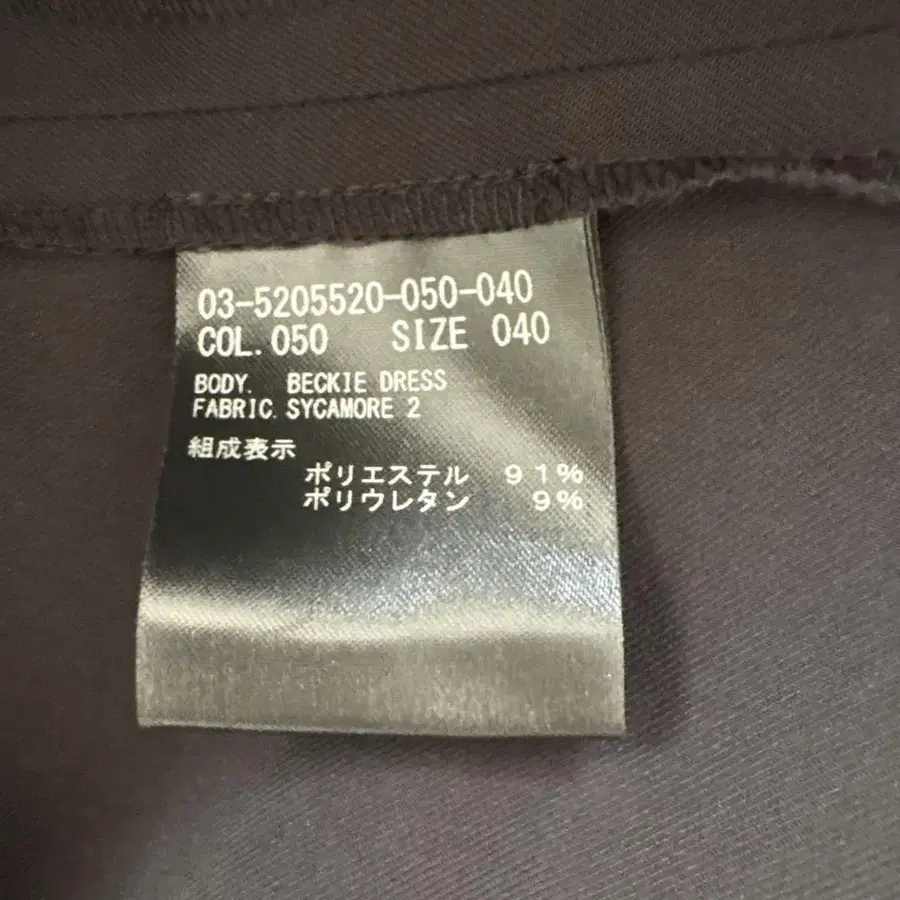 03-5205520-050-040
COL.050 SIZE 040
BODY. BECKIE DRESS
FABRIC.SYCAMORE 2
組成表示
ポリエステル 91%
ポリウレタン 9%